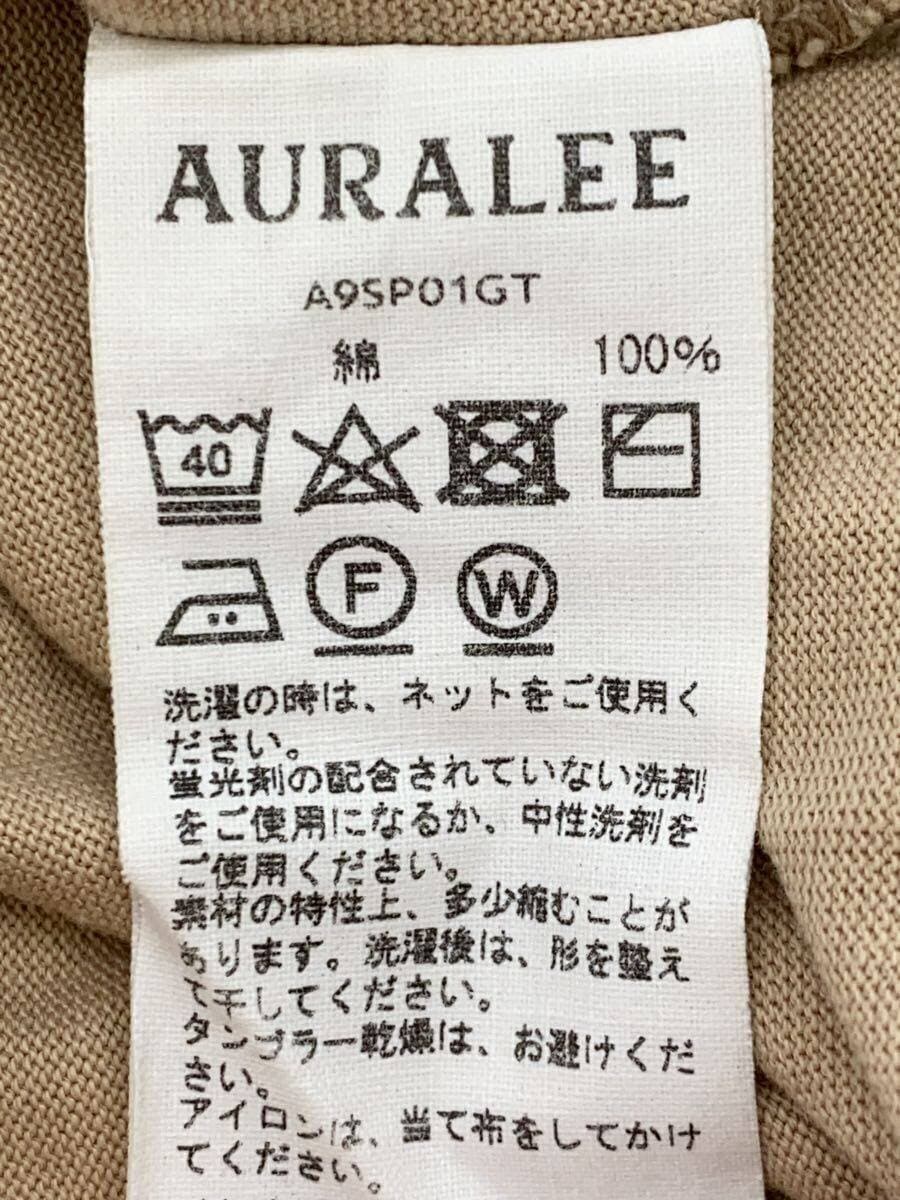 AURALEE
A9SP01GT
綿 100%
40
F W
洗濯の時は、ネットをご使用く
ださい。
蛍光剤の配合されていない洗剤
をご使用になるか、中性洗剤を
ご使用ください。
素材の特性上、多少縮むことが
あります。洗濯後は、形を整え
て干してください。
タンブラー乾燥は、お避けくだ
さい。
アイロンは、当て布をしてかけ
てください。